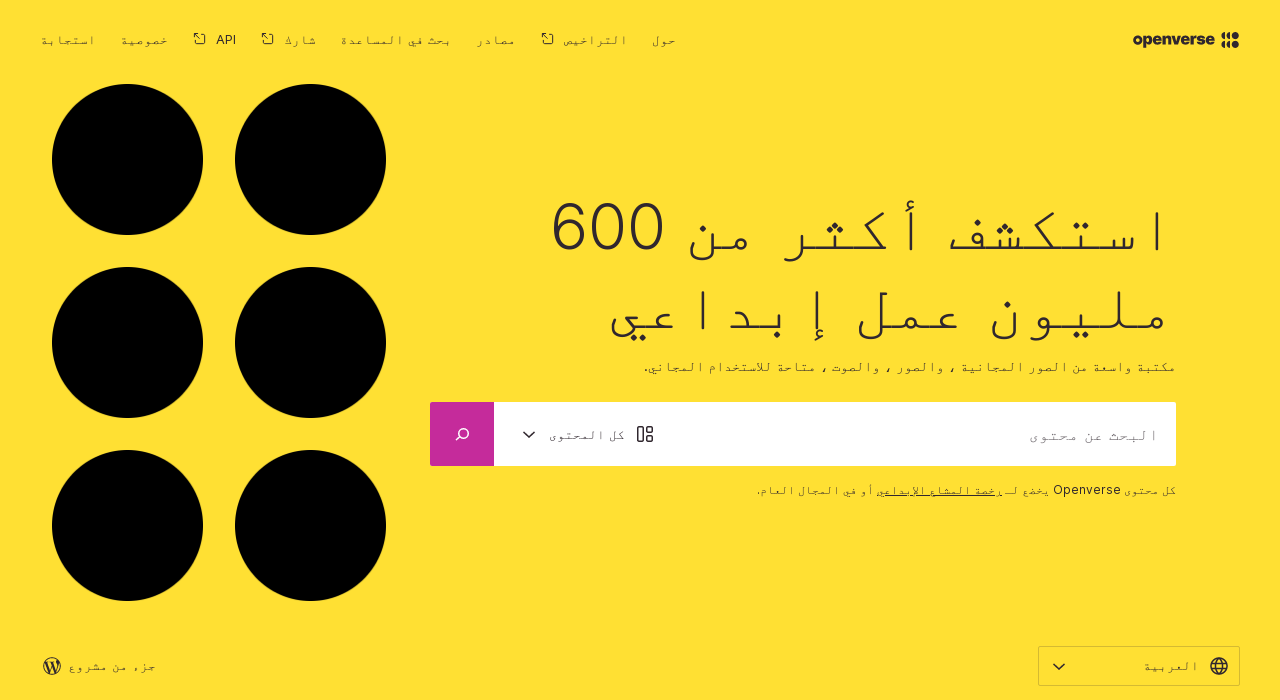 openverse
حول
التراخيص
مصادر
بحث في المساعدة
شارك
API
خصوصية
استجابة
استكشف أكثر من 600
مليون عمل إبداعي
مكتبة واسعة من الصور المجانية ، والصور ، والصوت ، متاحة للاستخدام المجاني.
البحث عن محتوى
كل المحتوى
كل محتوى Openverse يخضع لـ رخصة المشاع الإبداعي أو في المجال العام.
العربية
جزء من مشروع